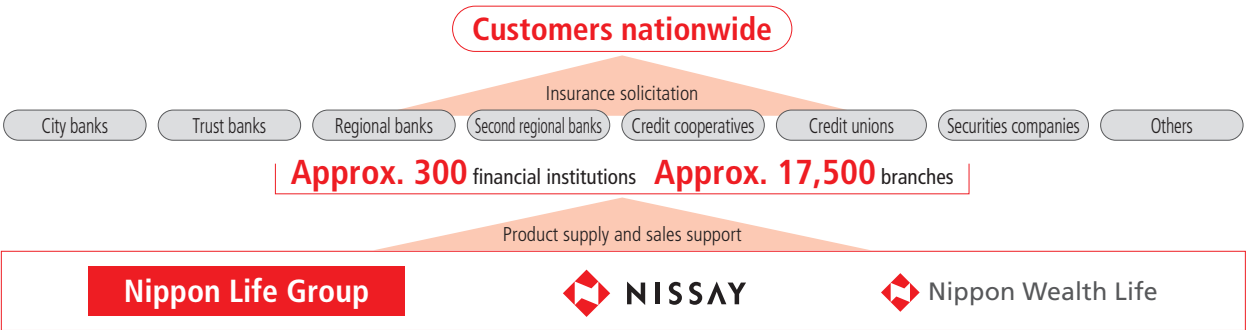 Customers nationwide
Insurance solicitation
City banks Trust banks Regional banks Second regional banks Credit cooperatives Credit unions Securities companies Others
Approx. 300 financial institutions Approx. 17,500 branches
Product supply and sales support
Nippon Life Group NISSAY Nippon Wealth Life